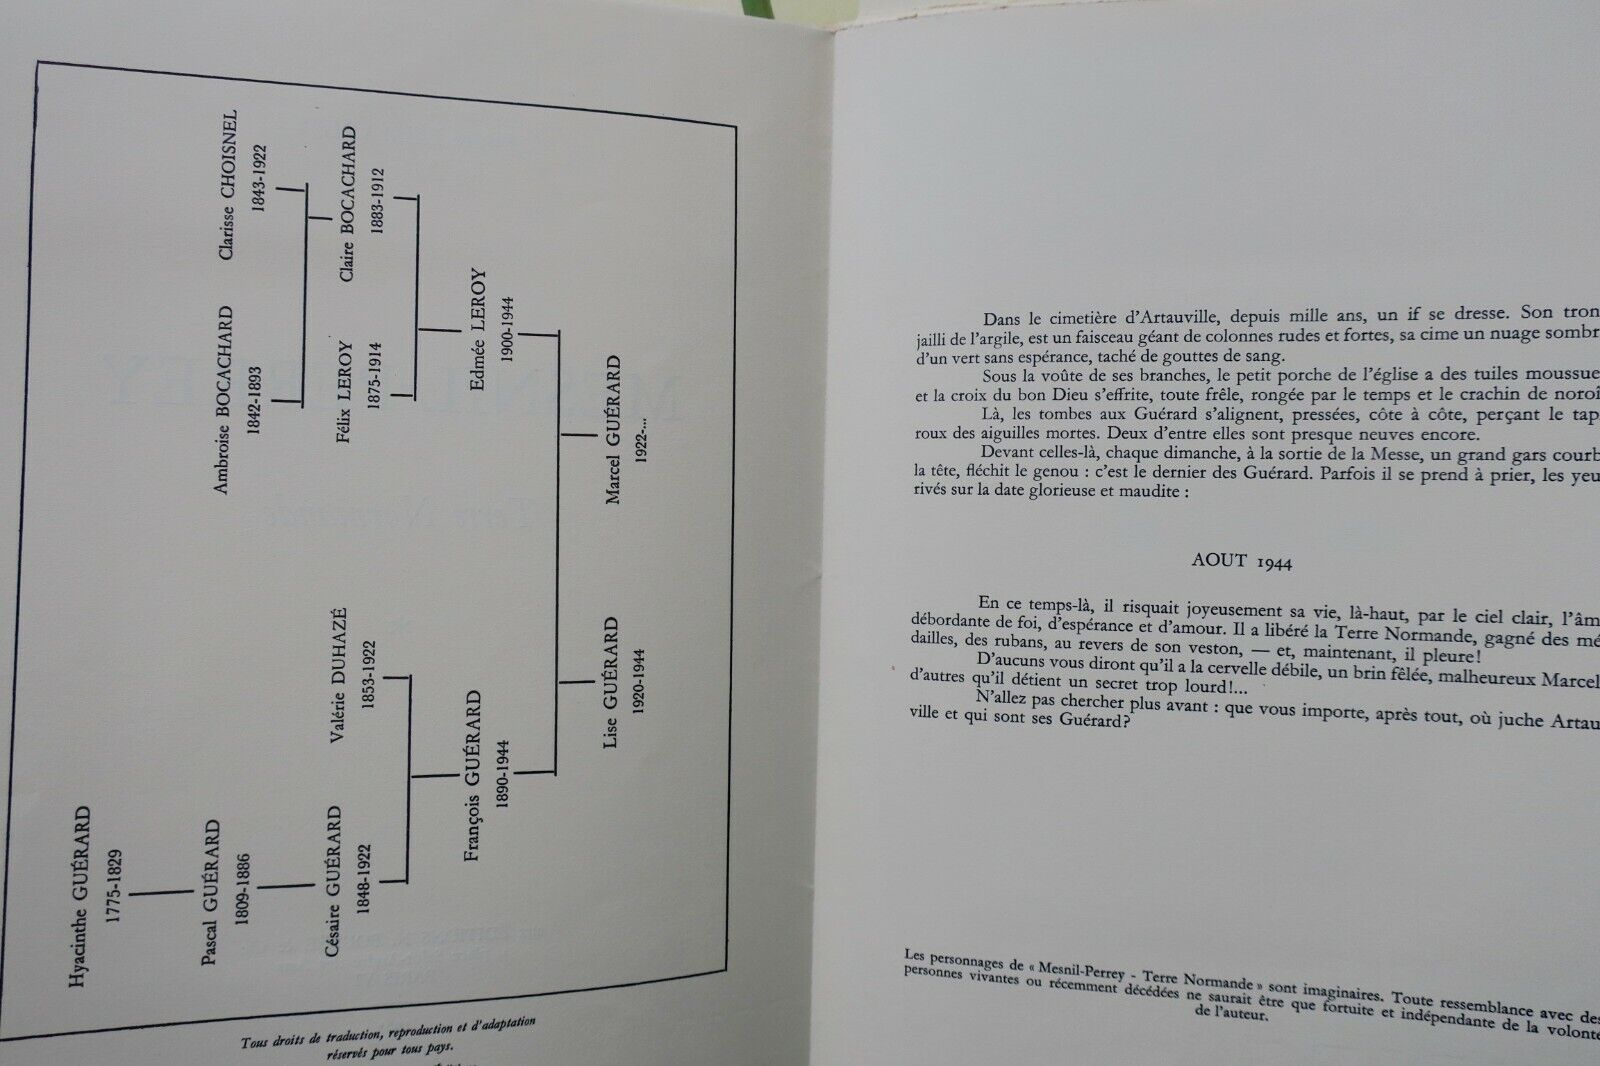 Hyacinthe GUÉRARD
1775-1829
Pascal GUÉRARD
1809-1886
Ambroise BOCACHARD
1842-1893
Clarisse CHOISNEL
1843-1922
Césaire GUÉRARD
1848-1922
Valérie DUHAZÉ
1853-1922
Félix LEROY
1875-1914
Claire BOCACHARD
1883-1912
François GUÉRARD
1890-1944
Edmée LEROY
1900-1944
Lise GUÉRARD
1920-1944
Marcel GUÉRARD
1922-...
Tous droits de traduction, reproduction et d'adaptation
réservés pour tous pays.
Dans le cimetière d'Artauville, depuis mille ans, un if se dresse. Son tron
jailli de l'argile, est un faisceau géant de colonnes rudes et fortes, sa cime un nuage sombr
d'un vert sans espérance, taché de gouttes de sang.
Sous la voûte de ses branches, le petit porche de l'église a des tuiles moussue
et la croix du bon Dieu s'effrite, toute frêle, rongée par le temps et le crachin de noroî
Là, les tombes aux Guérard s'alignent, pressées, côte à côte, perçant le tap
roux des aiguilles mortes. Deux d'entre elles sont presque neuves encore.
Devant celles-là, chaque dimanche, à la sortie de la Messe, un grand gars courb
la tête, fléchit le genou : c'est le dernier des Guérard. Parfois il se prend à prier, les yeu
rivés sur la date glorieuse et maudite :
AOUT 1944
En ce temps-là, il risquait joyeusement sa vie, là-haut, par le ciel clair, l'âm
débordante de foi, d'espérance et d'amour. Il a libéré la Terre Normande, gagné des mé
dailles, des rubans, au revers de son veston, — et, maintenant, il pleure!
D'aucuns vous diront qu'il a la cervelle débile, un brin fêlée, malheureux Marcel
d'autres qu'il détient un secret trop lourd!...
N'allez pas chercher plus avant : que vous importe, après tout, où juche Artau
ville et qui sont ses Guérard?
Les personnages de « Mesnil-Perrey - Terre Normande » sont imaginaires. Toute ressemblance avec des
personnes vivantes ou récemment décédées ne saurait être que fortuite et indépendante de la volonté
de l'auteur.